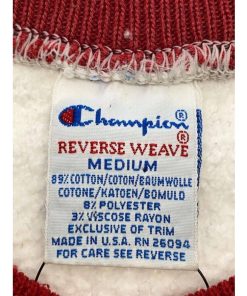 Champion®
®
REVERSE WEAVE
MEDIUM
89% COTTON/COTON/BAUMWOLLE
COTONE/KATOEN/BOMULD
8% POLYESTER
3% VISCOSE RAYON
EXCLUSIVE OF TRIM
MADE IN U.S.A. RN 26094
FOR CARE SEE REVERSE